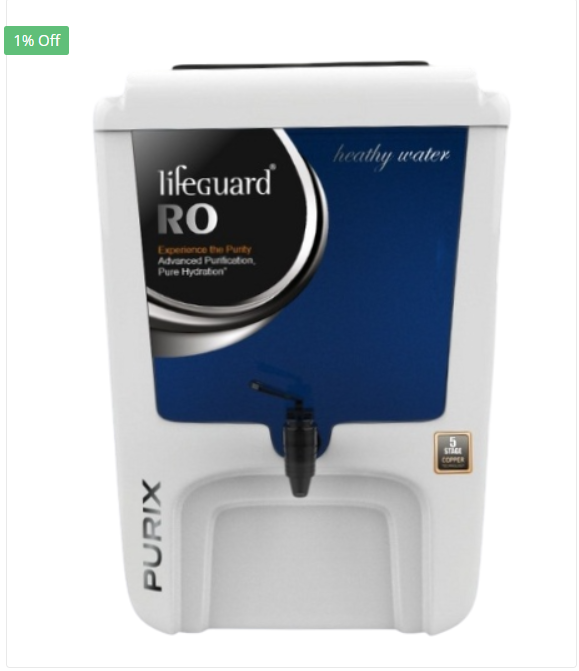 1% Off
heathy water
lifeGuard®
RO
Experience the Purity
Advanced Purification,
Pure Hydration"
5
STAGE
COPPER
PURIX